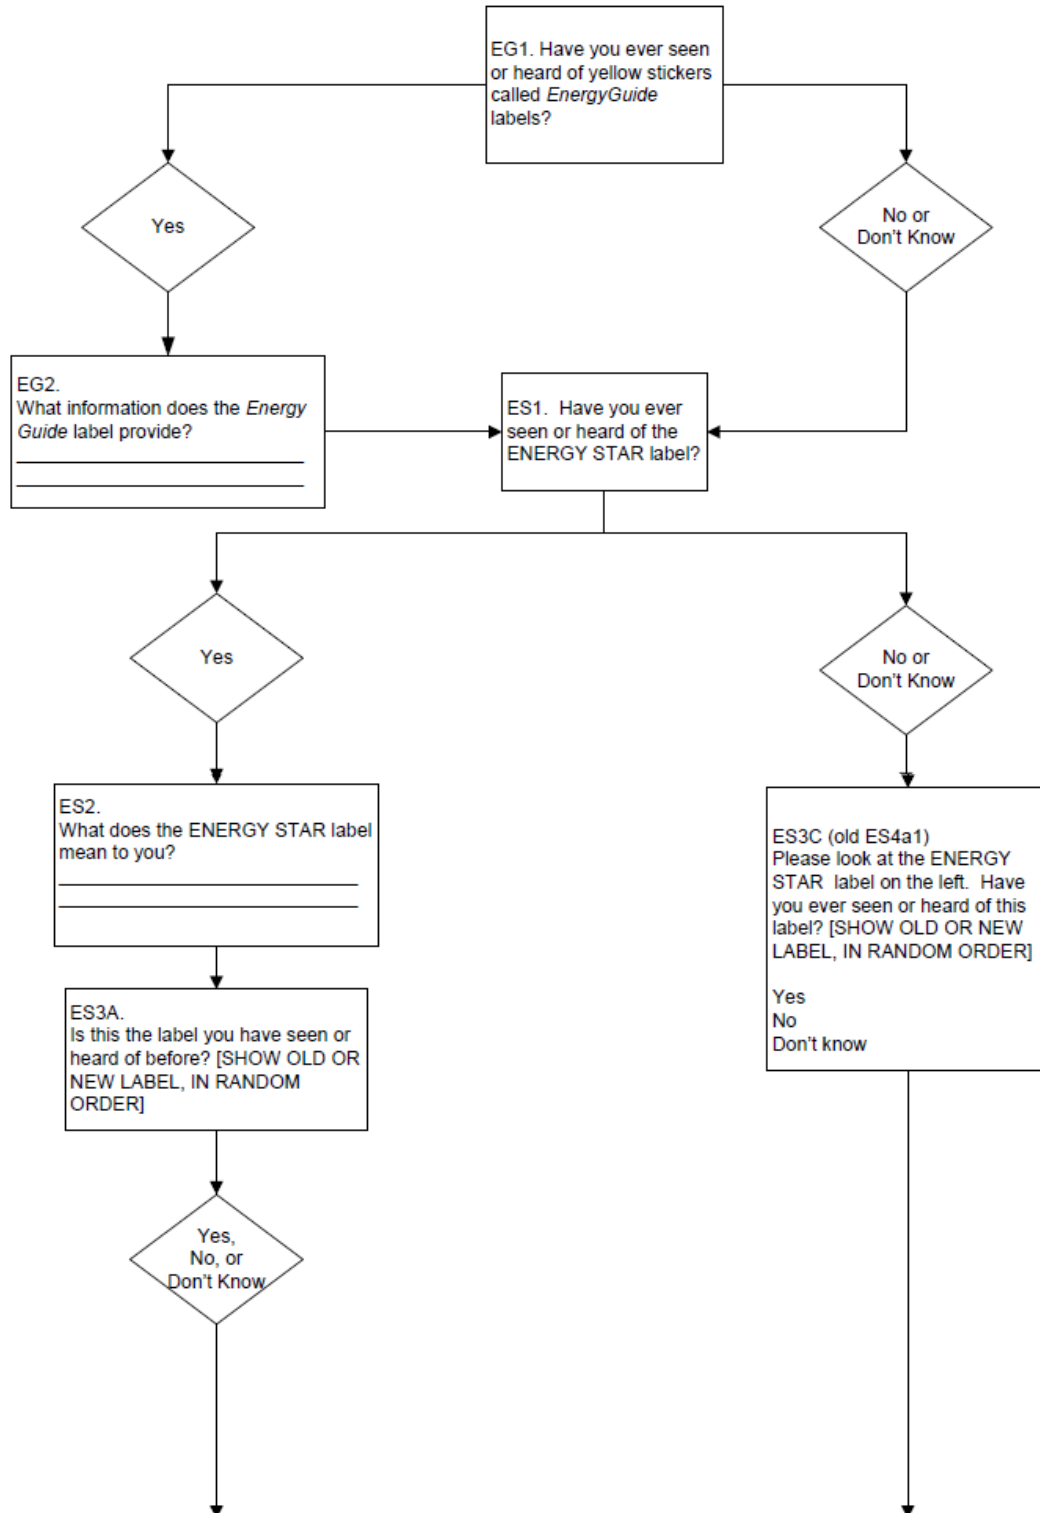 EG1. Have you ever seen
or heard of yellow stickers
called EnergyGuide
labels?
Yes
No or
Don't Know
EG2.
What information does the Energy
Guide label provide?
ES1.  Have you ever
seen or heard of the
ENERGY STAR label?
Yes
No or
Don't Know
ES2.
What does the ENERGY STAR label
mean to you?
ES3A.
Is this the label you have seen or
heard of before? [SHOW OLD OR
NEW LABEL, IN RANDOM
ORDER]
Yes,
No, or
Don't Know
ES3C (old ES4a1)
Please look at the ENERGY
STAR  label on the left.  Have
you ever seen or heard of this
label? [SHOW OLD OR NEW
LABEL, IN RANDOM ORDER]
Yes
No
Don't know